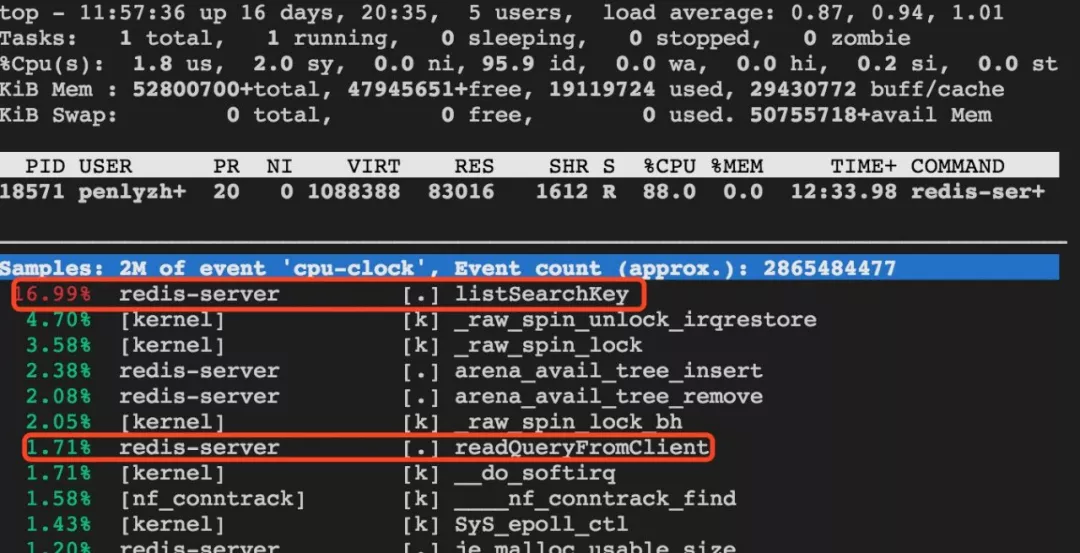 top - 11:57:36 up 16 days, 20:35, 5 users, load average: 0.87, 0.94, 1.01
Tasks: 1 total, 1 running, 0 sleeping, 0 stopped, 0 zombie
%Cpu(s): 1.8 us, 2.0 sy, 0.0 ni, 95.9 id, 0.0 wa, 0.0 hi, 0.2 si, 0.0 st
KiB Mem : 52800700+total, 47945651+free, 19119724 used, 29430772 buff/cache
KiB Swap: 0 total, 0 free, 0 used. 50755718+avail Mem
PID USER PR NI VIRT RES SHR S %CPU %MEM TIME+ COMMAND
18571 penlyzh+ 20 0 1088388 83016 1612 R 88.0 0.0 12:33.98 redis-ser+
Samples: 2M of event 'cpu-clock', Event count (approx.): 2865484477
16.99% redis-server [.] listSearchKey
4.70% [kernel] [k] _raw_spin_unlock_irqrestore
3.58% [kernel] [k] _raw_spin_lock
2.38% redis-server [.] arena_avail_tree_insert
2.08% redis-server [.] arena_avail_tree_remove
2.05% [kernel] [k] _raw_spin_lock_bh
1.71% redis-server [.] readQueryFromClient
1.71% [kernel] [k] __do_softirq
1.58% [nf_conntrack] [k] ____nf_conntrack_find
1.43% [kernel] [k] SyS_epoll_ctl
1.20% redis-server [.] je_malloc_usable_size